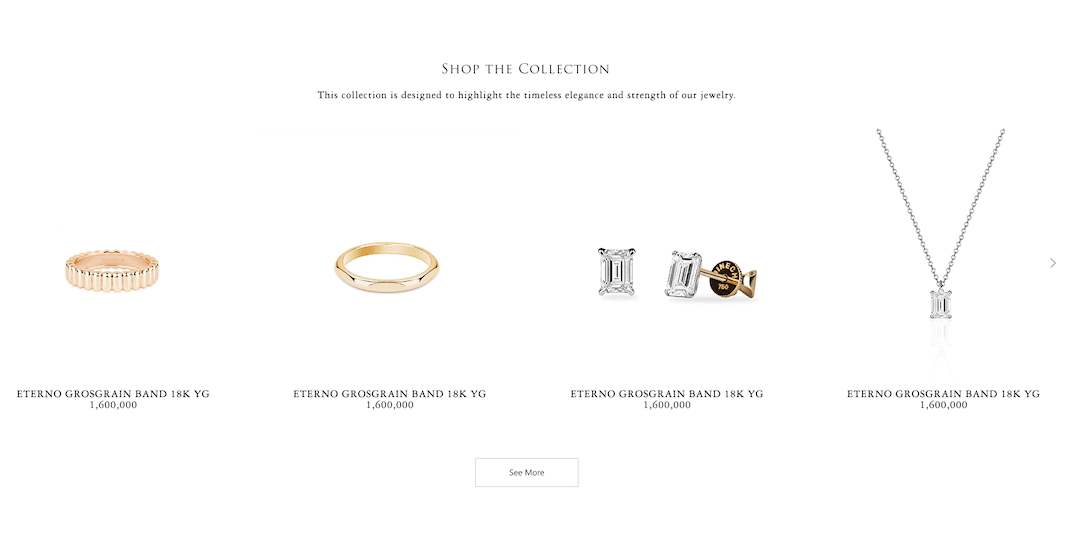 SHOP THE COLLECTION
This collection is designed to highlight the timeless elegance and strength of our jewelry.
750
ETERNO GROSGRAIN BAND 18K YG
1,600,000
ETERNO GROSGRAIN BAND 18K YG
1,600,000
ETERNO GROSGRAIN BAND 18K YG
1,600,000
ETERNO GROSGRAIN BAND 18K YG
1,600,000
See More